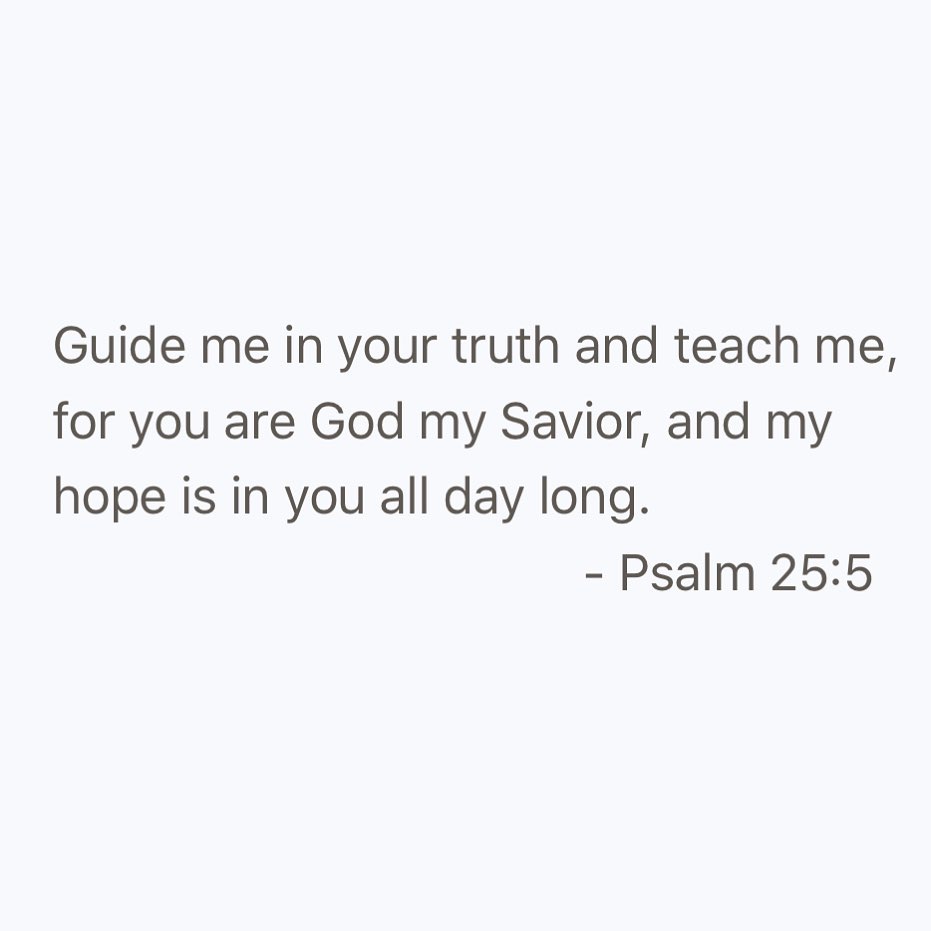 Guide me in your truth and teach me,
for you are God my Savior, and my
hope is in you all day long.
- Psalm 25:5